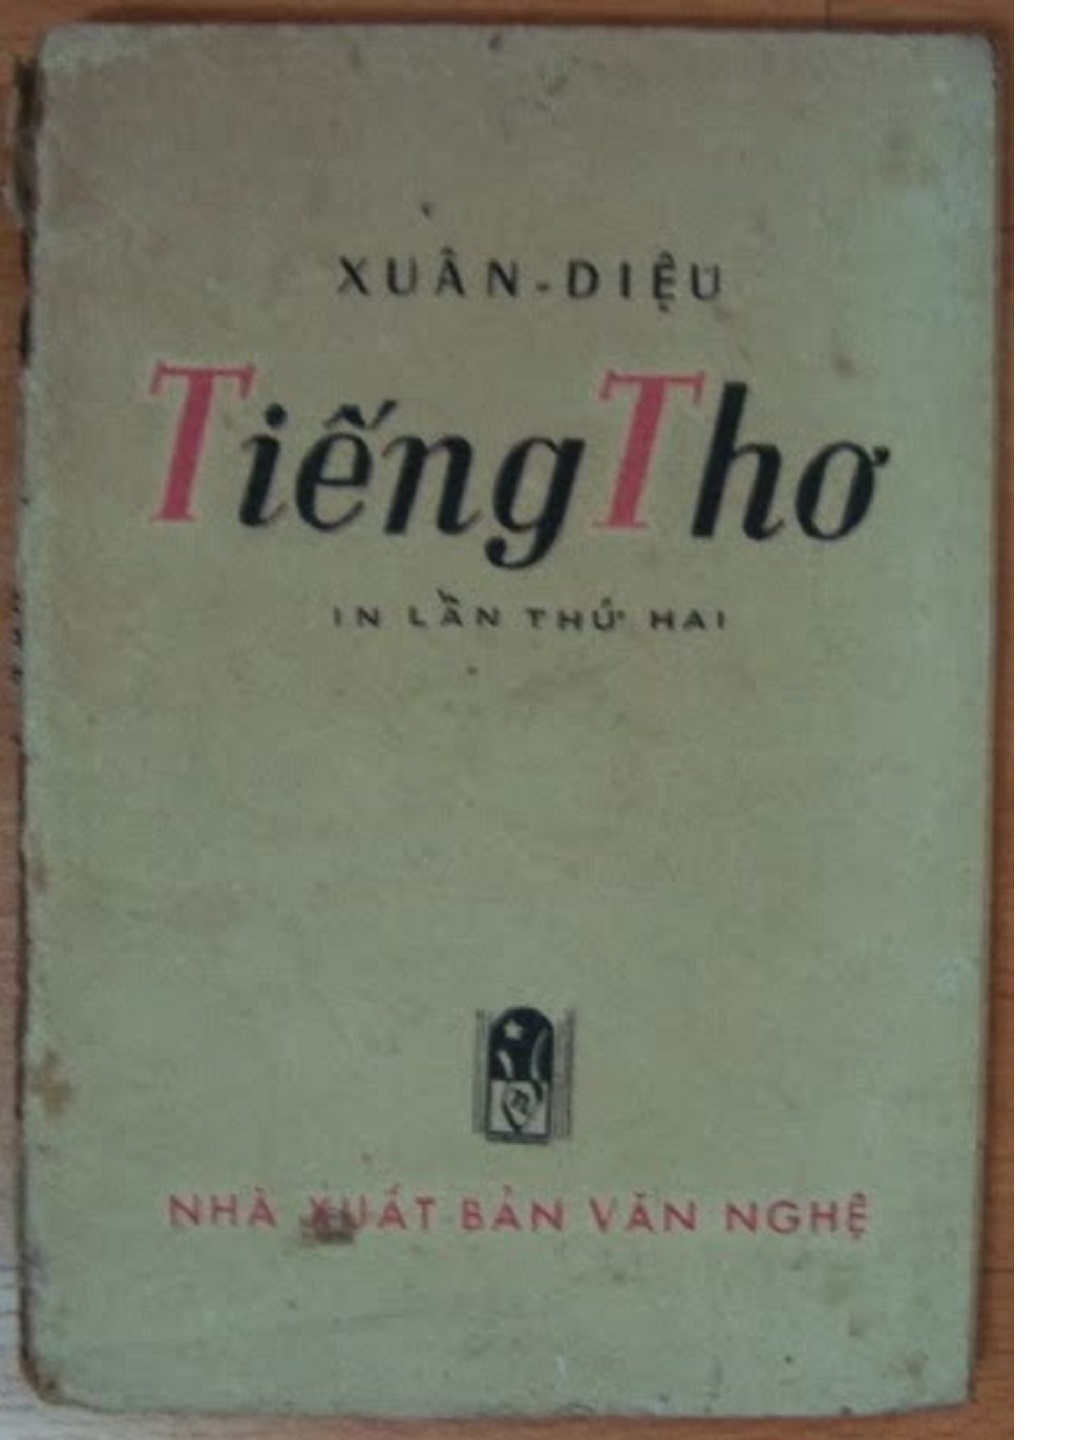 XUÂN-DIỆU
Tiếng Thơ
IN LẦN THỨ HAI
NHÀ XUẤT BẢN VĂN NGHỆ